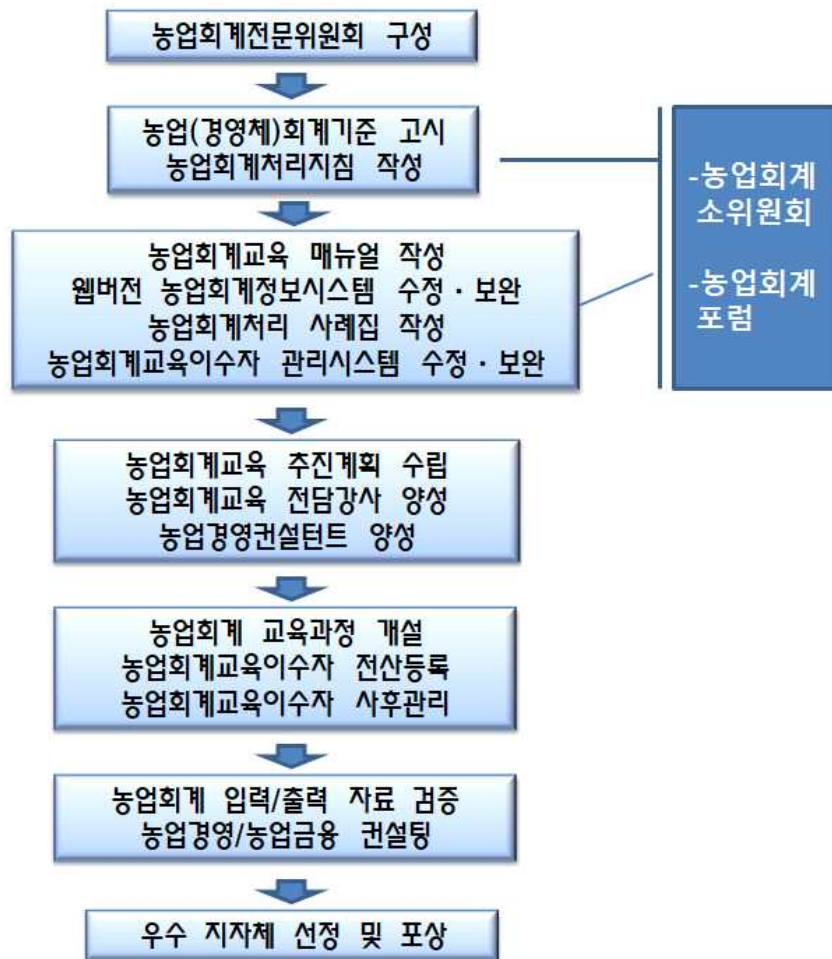 농업회계전문위원회 구성
농업(경영체)회계기준 고시
농업회계처리지침 작성
-농업회계
소위원회
-농업회계
포럼
농업회계교육 매뉴얼 작성
웹버전 농업회계정보시스템 수정·보완
농업회계처리 사례집 작성
농업회계교육이수자 관리시스템 수정·보완
농업회계교육 추진계획 수립
농업회계교육 전담강사 양성
농업경영컨설턴트 양성
농업회계 교육과정 개설
농업회계교육이수자 전산등록
농업회계교육이수자 사후관리
농업회계 입력/출력 자료 검증
농업경영/농업금융 컨설팅
우수 지자체 선정 및 포상